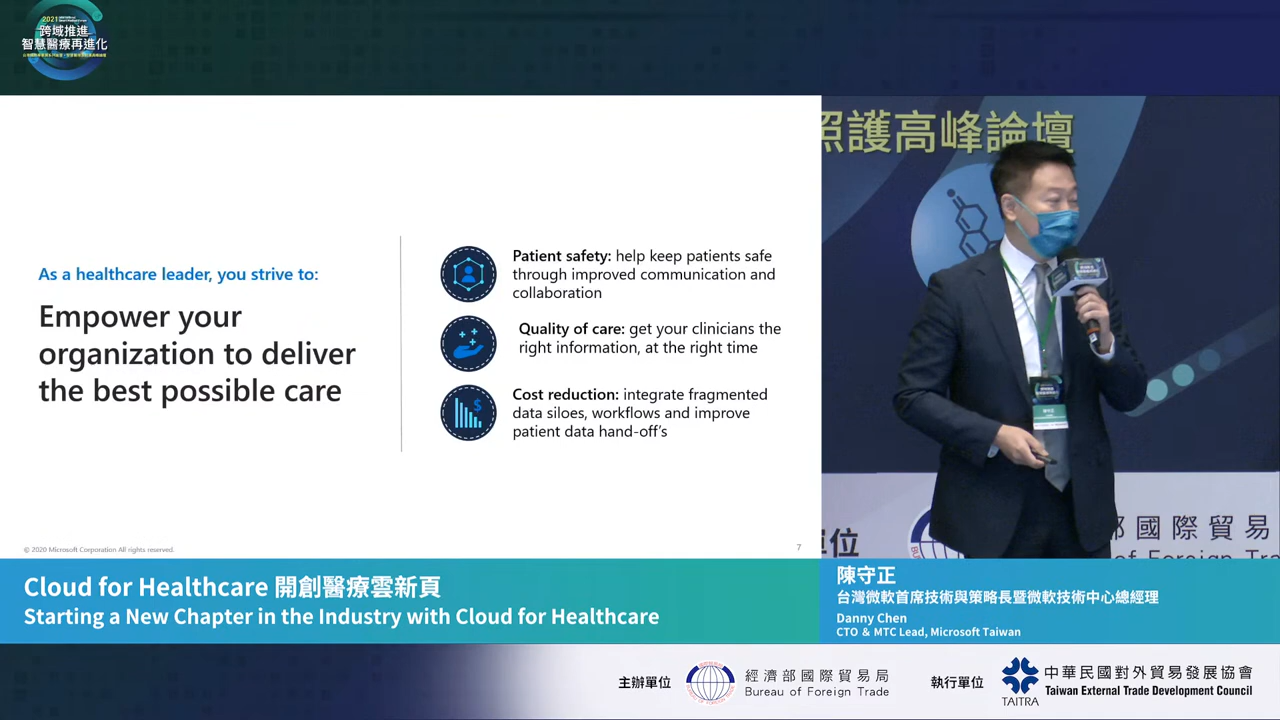 2021
跨域推進
智慧醫療再進化
As a healthcare leader, you strive to:
Empower your
organization to deliver
the best possible care
Patient safety: help keep patients safe
through improved communication and
collaboration
Quality of care: get your clinicians the
right information, at the right time
Cost reduction: integrate fragmented
data siloes, workflows and improve
patient data hand-off's
© 2020 Microsoft Corporation All rights reserved.
7
照護高峰論壇
單位
部國際貿易
of Foreign Tra
Cloud for Healthcare 開創醫療雲新頁
Starting a New Chapter in the Industry with Cloud for Healthcare
陳守正
台灣微軟首席技術與策略長暨微軟技術中心總經理
Danny Chen
CTO & MTC Lead, Microsoft Taiwan
主辦單位
經濟部國際貿易局
Bureau of Foreign Trade
執行單位
TAITRA
中華民國對外貿易發展協會
Taiwan External Trade Development Council